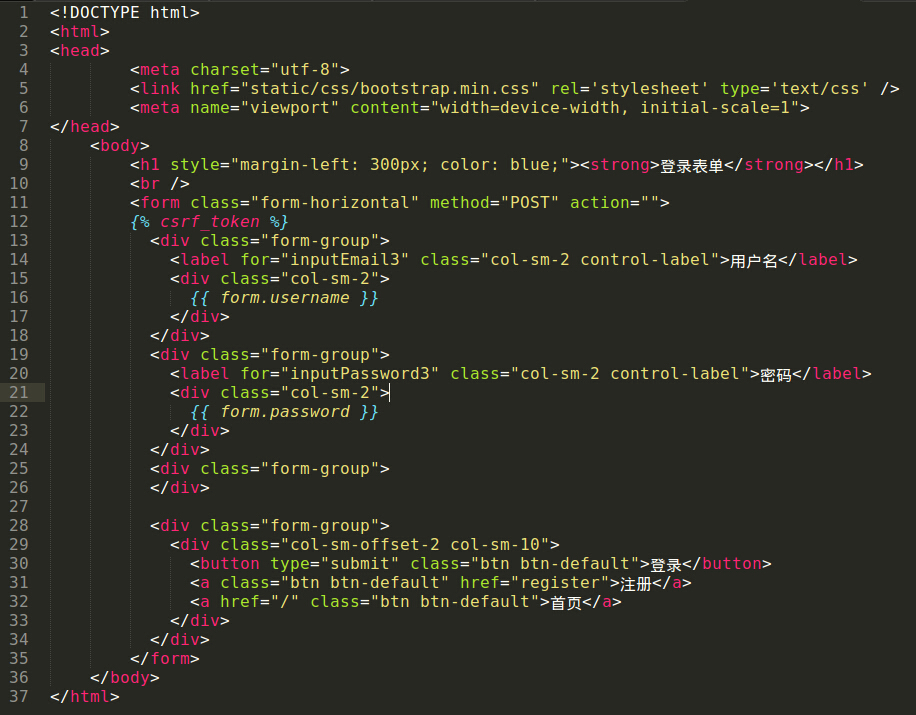 1 <!DOCTYPE html>
2 <html>
3 <head>
4 <meta charset="utf-8">
5 <link href="static/css/bootstrap.min.css" rel='stylesheet' type='text/css' />
6 <meta name="viewport" content="width=device-width, initial-scale=1">
7 </head>
8 <body>
9 <h1 style="margin-left: 300px; color: blue;"><strong>登录表单</strong></h1>
10 <br />
11 <form class="form-horizontal" method="POST" action="">
12 {% csrf_token %}
13 <div class="form-group">
14 <label for="inputEmail3" class="col-sm-2 control-label">用户名</label>
15 <div class="col-sm-2">
16 {{ form.username }}
17 </div>
18 </div>
19 <div class="form-group">
20 <label for="inputPassword3" class="col-sm-2 control-label">密码</label>
21 <div class="col-sm-2">
22 {{ form.password }}
23 </div>
24 </div>
25 <div class="form-group">
26 </div>
27
28 <div class="form-group">
29 <div class="col-sm-offset-2 col-sm-10">
30 <button type="submit" class="btn btn-default">登录</button>
31 <a class="btn btn-default" href="register">注册</a>
32 <a href="/" class="btn btn-default">首页</a>
33 </div>
34 </div>
35 </form>
36 </body>
37 </html>